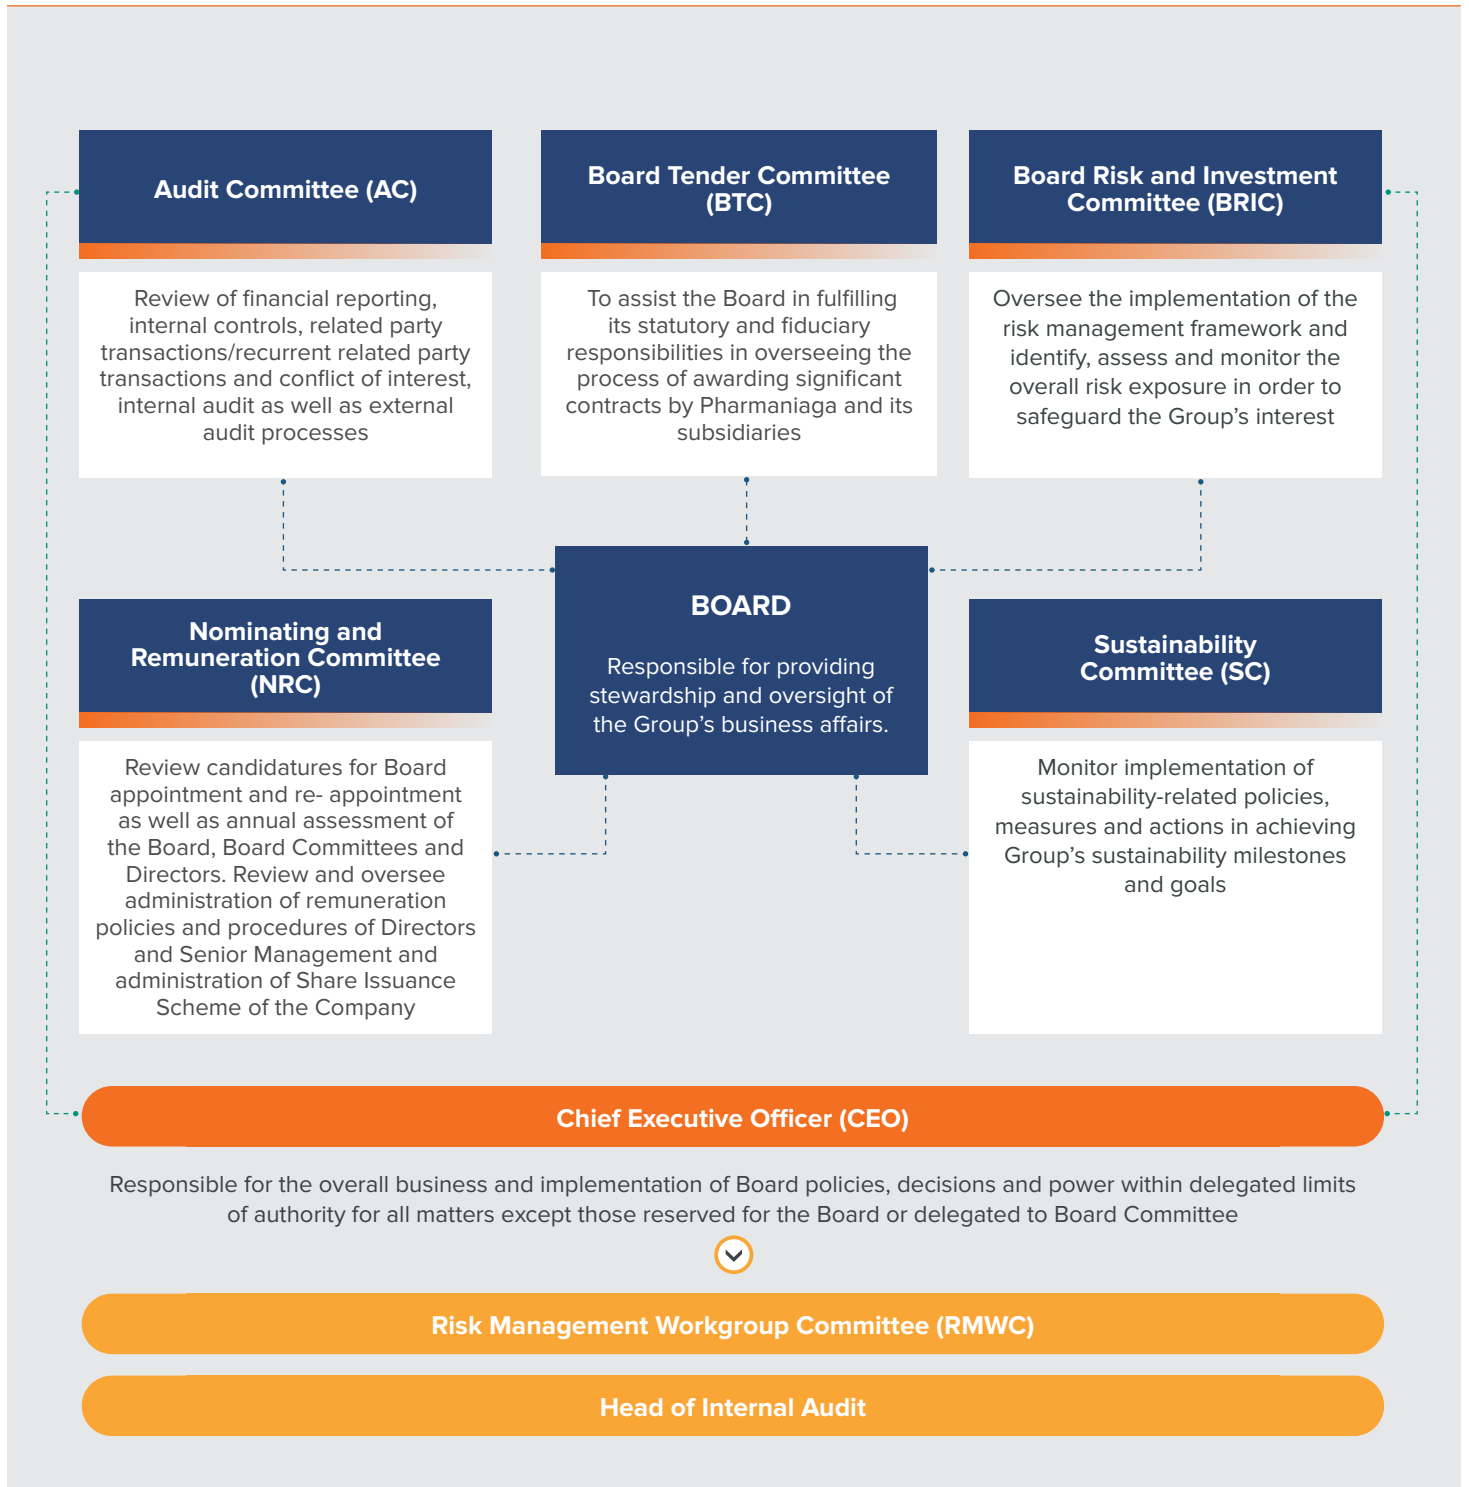 Audit Committee (AC)
Review of financial reporting,
internal controls, related party
transactions/recurrent related party
transactions and conflict of interest,
internal audit as well as external
audit processes
Board Tender Committee
(BTC)
To assist the Board in fulfilling
its statutory and fiduciary
responsibilities in overseeing the
process of awarding significant
contracts by Pharmaniaga and its
subsidiaries
Board Risk and Investment
Committee (BRIC)
Oversee the implementation of the
risk management framework and
identify, assess and monitor the
overall risk exposure in order to
safeguard the Group’s interest
BOARD
Responsible for providing
stewardship and oversight of
the Group’s business affairs.
Nominating and
Remuneration Committee
(NRC)
Review candidatures for Board
appointment and re- appointment
as well as annual assessment of
the Board, Board Committees and
Directors. Review and oversee
administration of remuneration
policies and procedures of Directors
and Senior Management and
administration of Share Issuance
Scheme of the Company
Sustainability
Committee (SC)
Monitor implementation of
sustainability-related policies,
measures and actions in achieving
Group’s sustainability milestones
and goals
Chief Executive Officer (CEO)
Responsible for the overall business and implementation of Board policies, decisions and power within delegated limits
of authority for all matters except those reserved for the Board or delegated to Board Committee
Risk Management Workgroup Committee (RMWC)
Head of Internal Audit